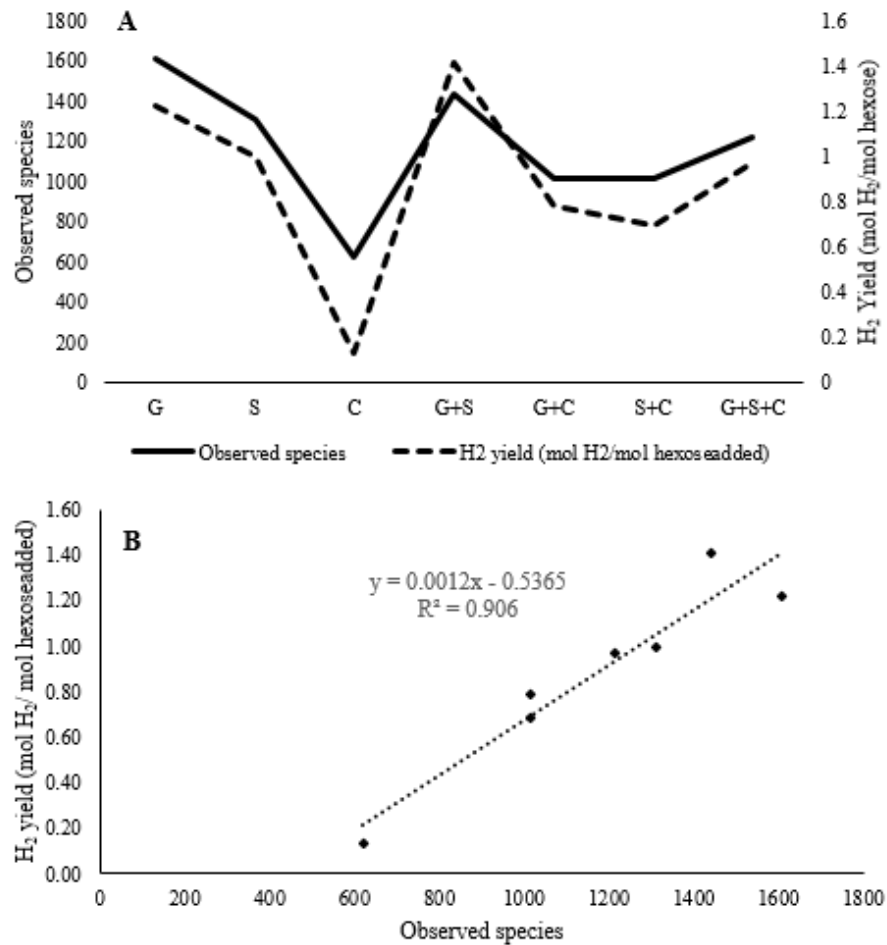 A
Observed species
1800
1600
1400
1200
1000
800
600
400
200
0
1.6
1.4
1.2
1
0.8
0.6
0.4
0.2
0
H₂ Yield (mol H₂/mol hexose)
G S C G+S G+C S+C G+S+C
Observed species H2 yield (mol H2/mol hexoseadded)
B
H₂ yield (mol H₂/ mol hexoseadded)
1.60
1.40
1.20
1.00
0.80
0.60
0.40
0.20
0.00
y = 0.0012x - 0.5365
R² = 0.906
0 200 400 600 800 1000 1200 1400 1600 1800
Observed species